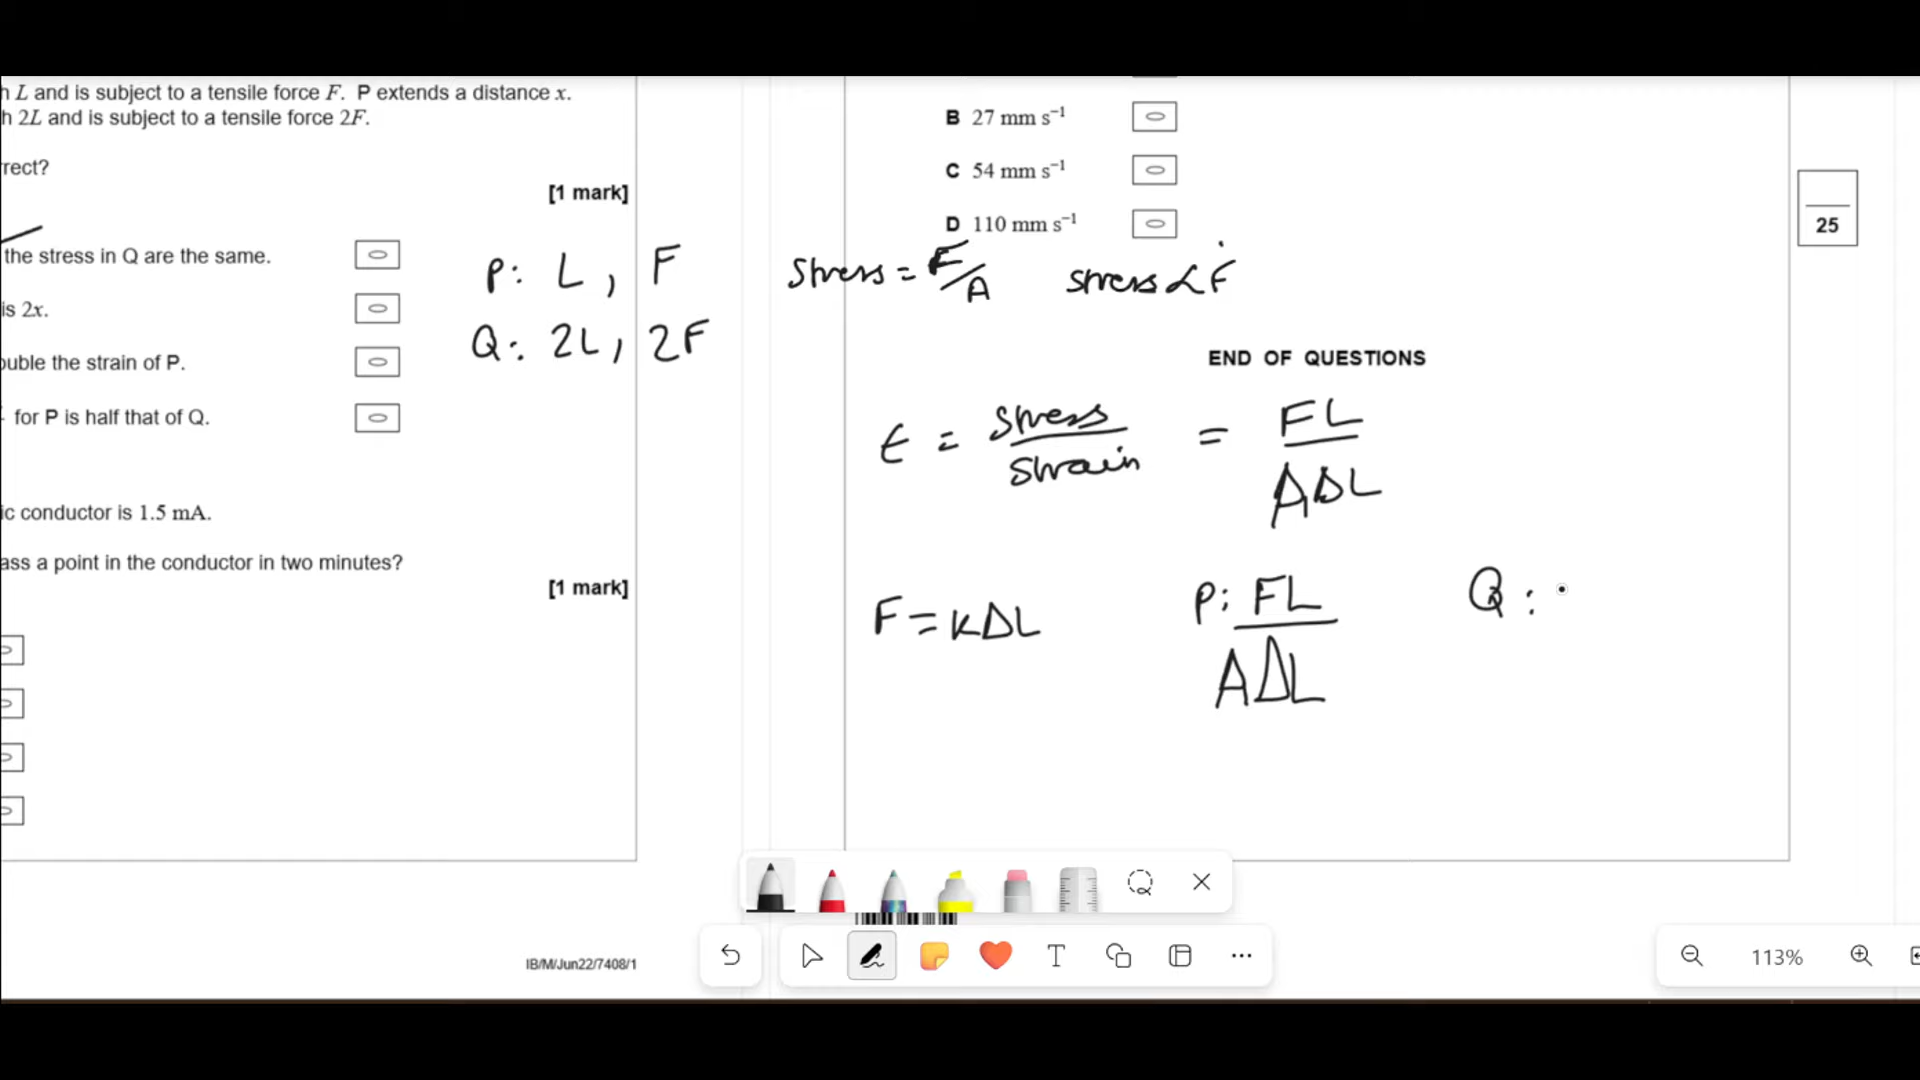 h L and is subject to a tensile force F. P extends a distance x.
h 2L and is subject to a tensile force 2F.
rrect?
[1 mark]
the stress in Q are the same.
is 2x.
ouble the strain of P.
for P is half that of Q.
P: L, F
Q: 2L, 2F
ic conductor is 1.5 mA.
ass a point in the conductor in two minutes?
[1 mark]
IB/M/Jun22/7408/1
B 27 mm s⁻¹
C 54 mm s⁻¹
D 110 mm s⁻¹
25
Stress = F/A stress ∝ F
END OF QUESTIONS
E = stress/strain = FL/AΔL
F = kΔL P: FL/AΔL Q:
113%